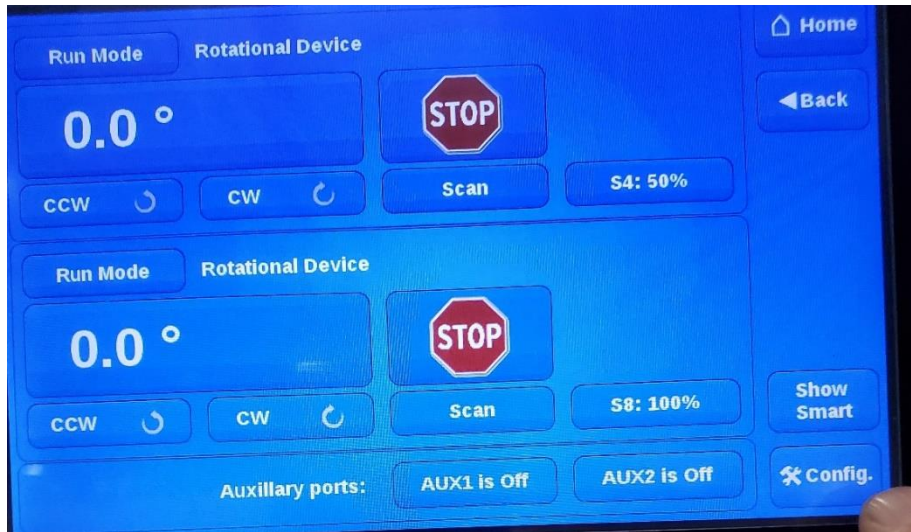 Run Mode Rotational Device
0.0 °
STOP
CCW CW Scan S4: 50%
Run Mode Rotational Device
0.0 °
STOP
CCW CW Scan S8: 100%
Auxillary ports: AUX1 is Off AUX2 is Off
Home
Back
Show
Smart
Config.